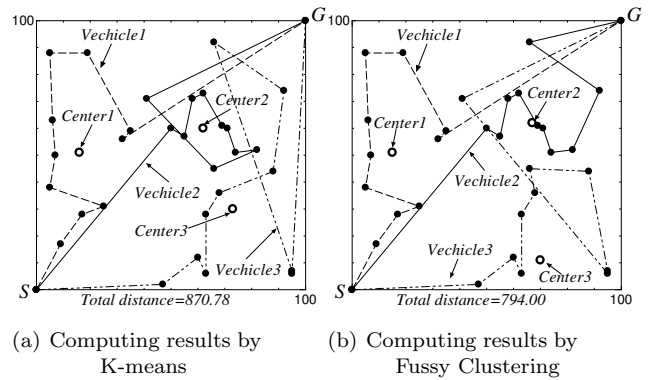 100
G
Vechicle1
Center1
Center2
Vechicle2
Center3
Vechicle3
S
Total distance=870.78
100
(a) Computing results by
K-means
100
G
Vechicle1
Center1
Center2
Vechicle2
Vechicle3
Center3
S
Total distance=794.00
100
(b) Computing results by
Fussy Clustering